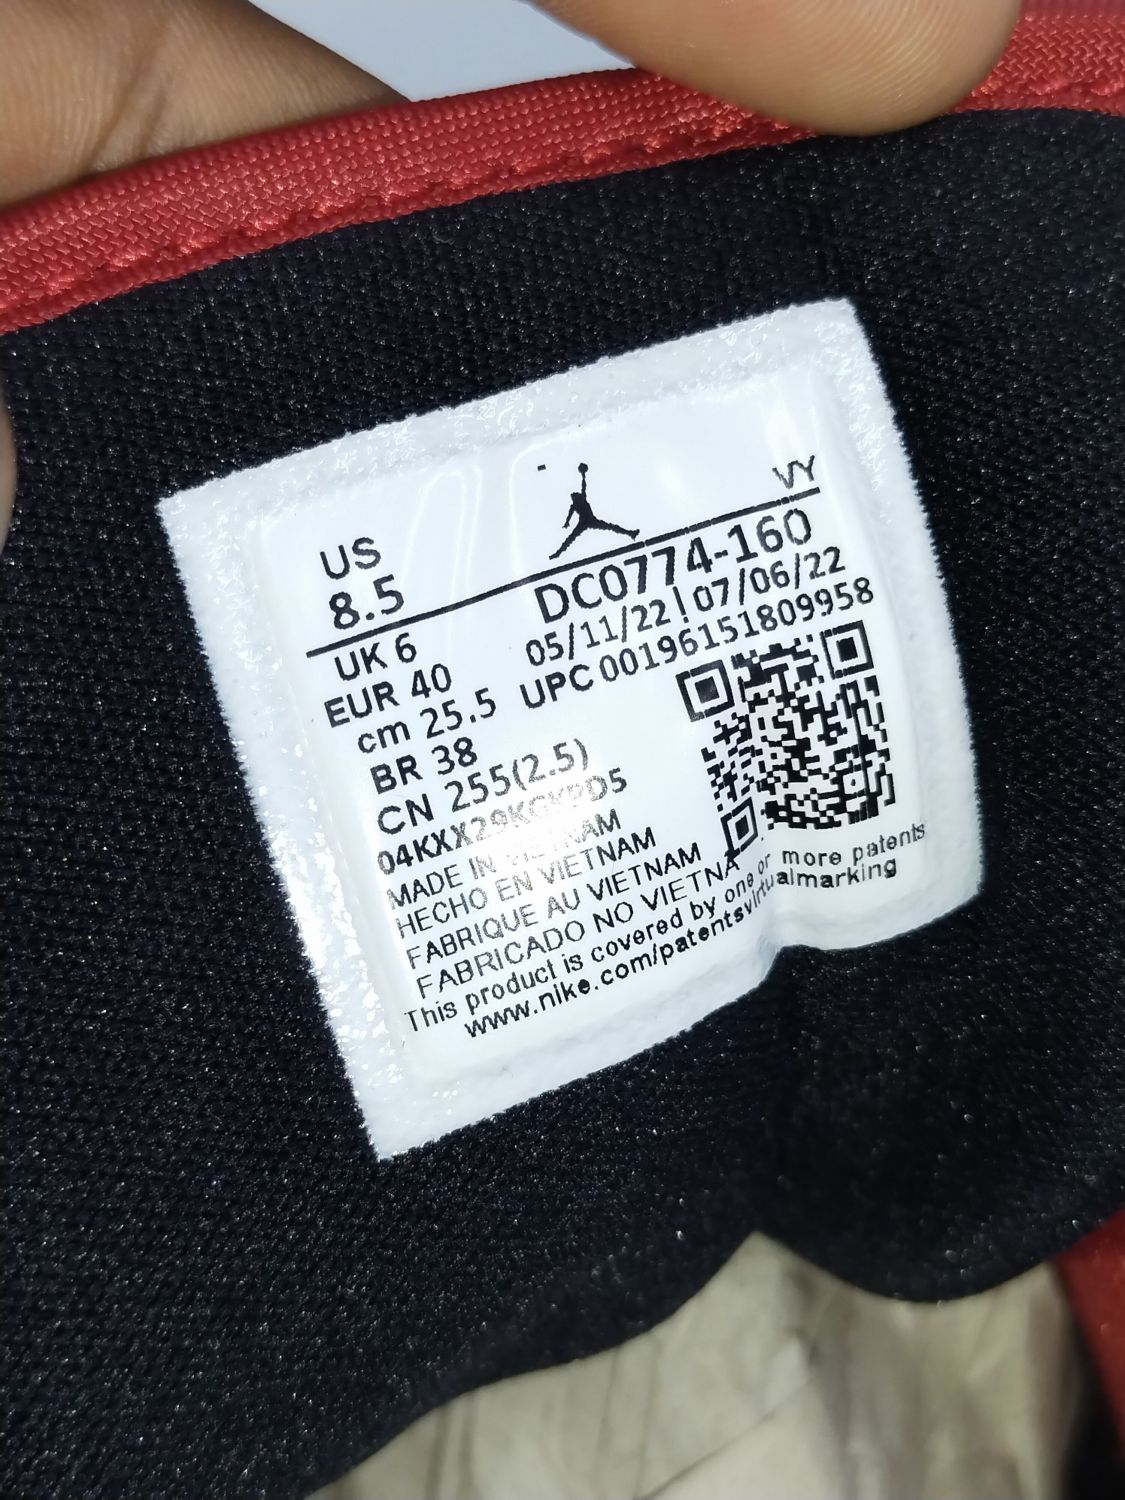 VY
US
8.5
DC0774-160
05/11/22 | 07/06/22
UPC 00196151809958
UK 6
EUR 40
cm 25.5
BR 38
CN 255(2.5)
MADE IN VIETNAM
HECHO EN VIETNAM
FABRIQUE AU VIETNAM
FABRICADO NO VIETNA
This product is covered by one or more patents
www.nike.com/patentsvirtualmarking